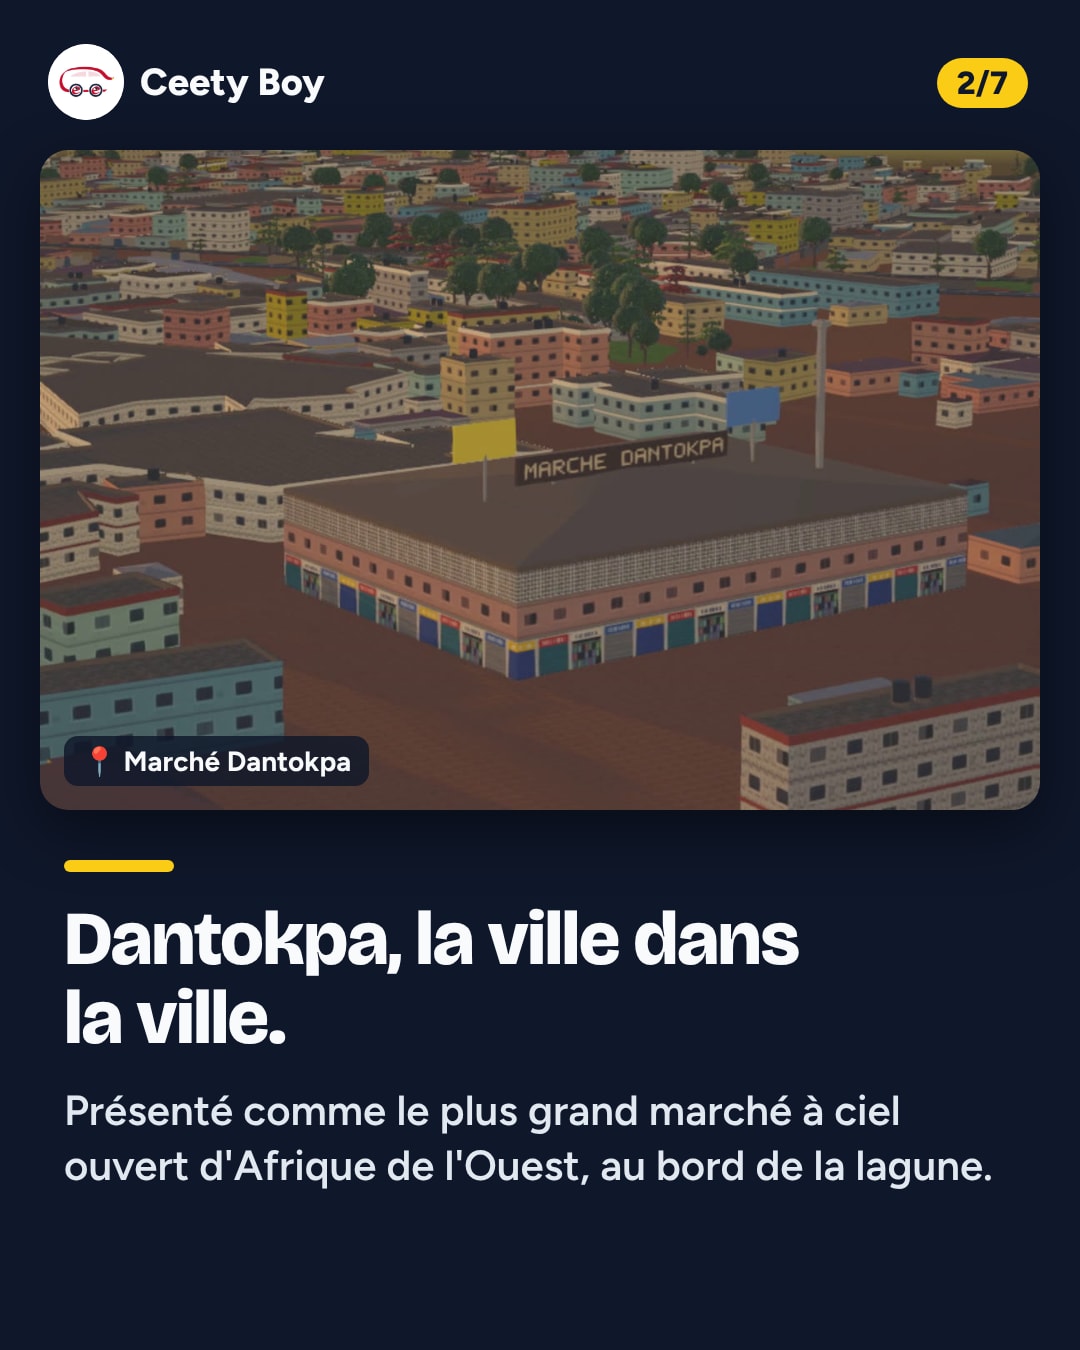 Ceety Boy
2/7
MARCHE DANTOKPA
📍 Marché Dantokpa
Dantokpa, la ville dans
la ville.
Présenté comme le plus grand marché à ciel
ouvert d'Afrique de l'Ouest, au bord de la lagune.